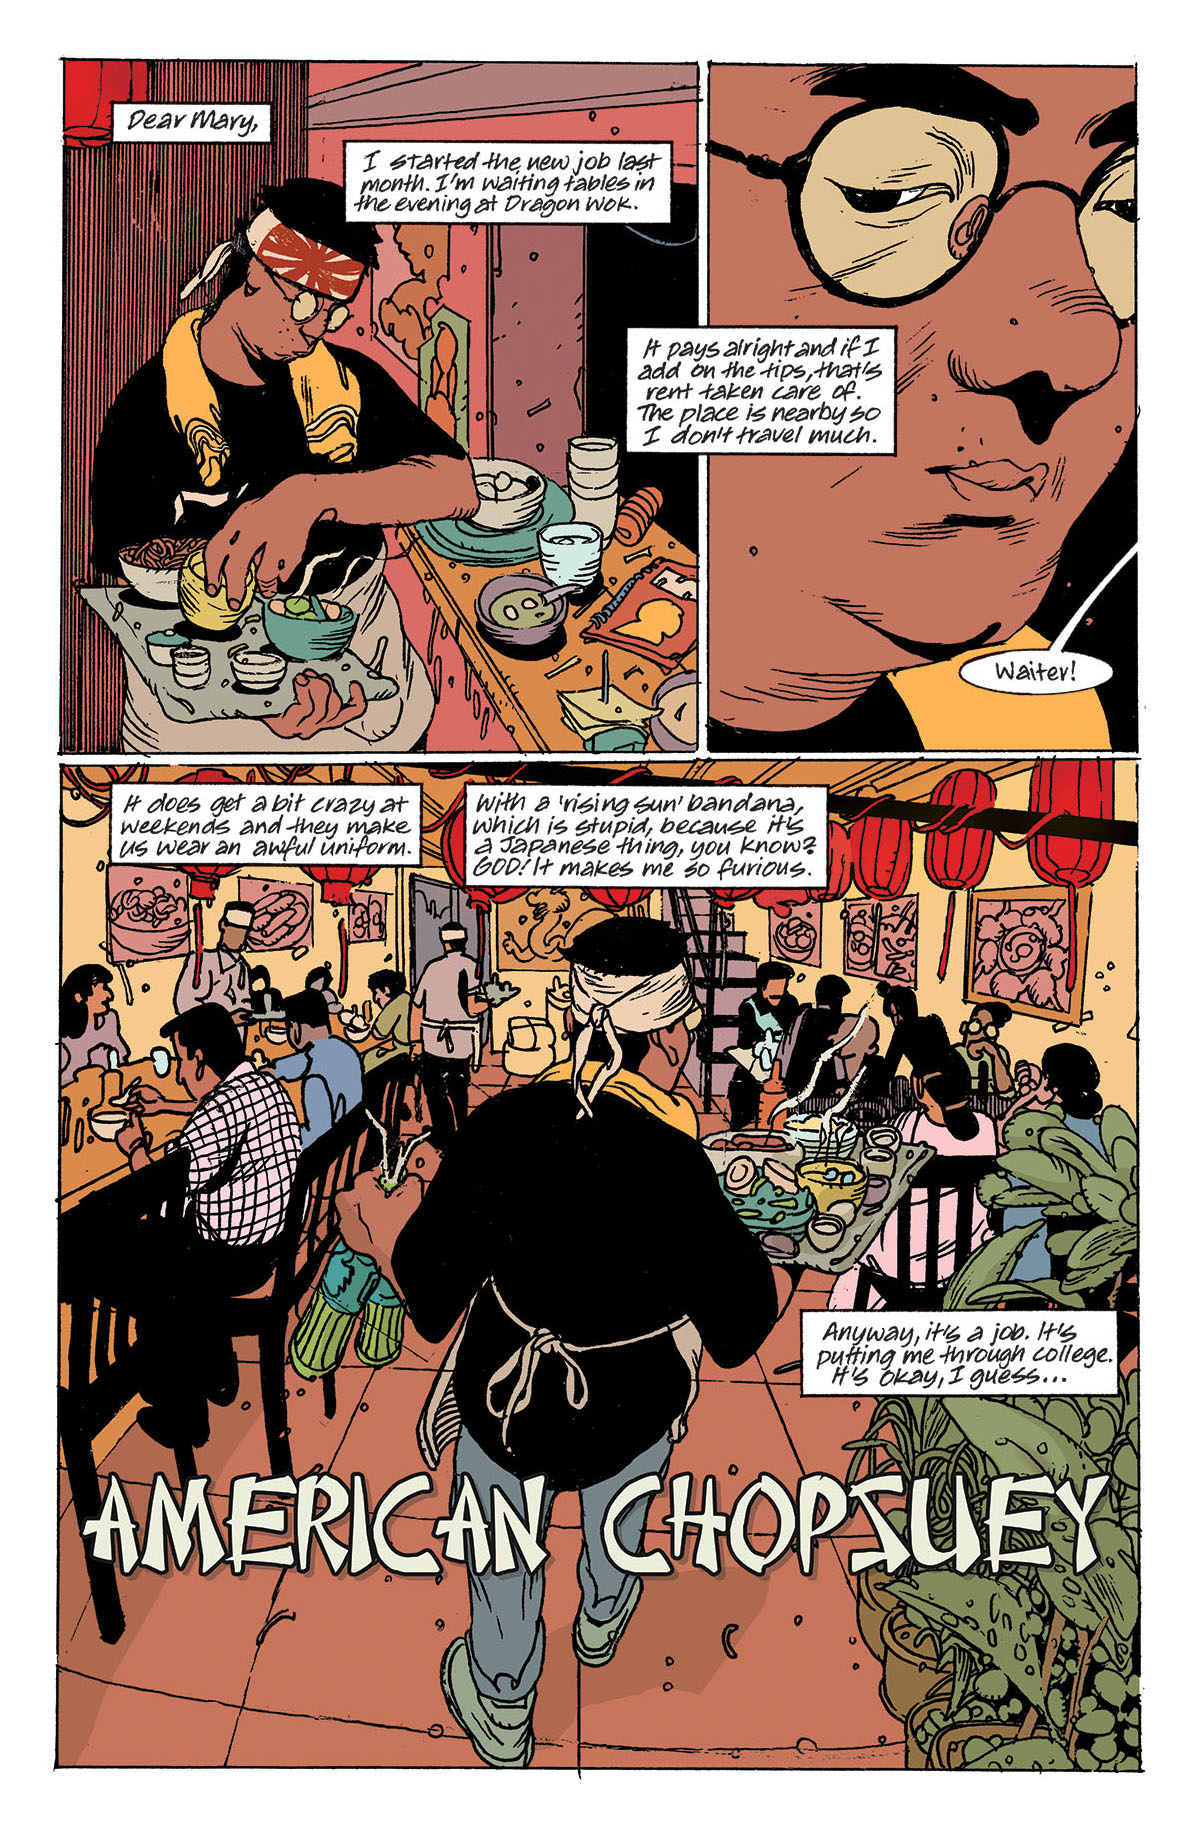 Dear Mary,
I started the new job last
month. I'm waiting tables in
the evening at Dragon Wok.
It pays alright and if I
add on the tips, that's
rent taken care of.
The place is nearby so
I don't travel much.
Waiter!
It does get a bit crazy at
weekends and they make
us wear an awful uniform.
With a 'rising sun' bandana,
which is stupid, because it's
a Japanese thing, you know?
GOD! It makes me so furious.
Anyway, it's a job. It's
putting me through college.
It's okay, I guess...
AMERICAN CHOPSUEY